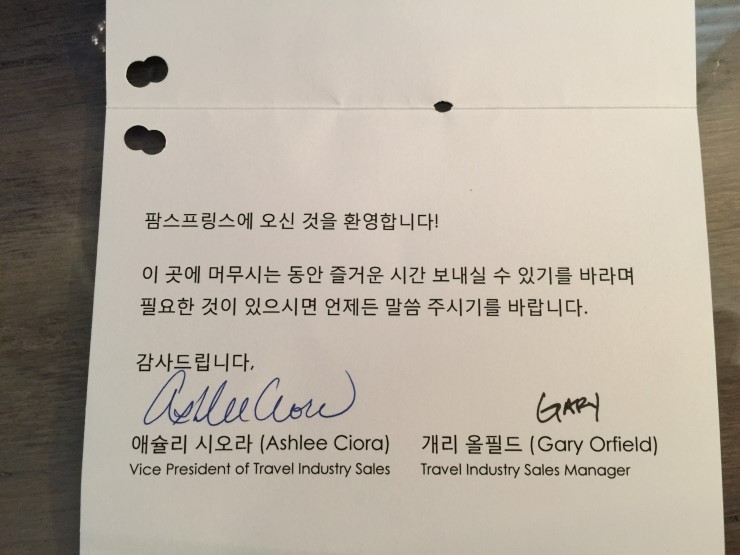 팜스프링스에 오신 것을 환영합니다!
이 곳에 머무시는 동안 즐거운 시간 보내실 수 있기를 바라며
필요한 것이 있으시면 언제든 말씀 주시기를 바랍니다.
감사드립니다,
Ashlee Ciora GARY
애슐리 시오라 (Ashlee Ciora) 개리 올필드 (Gary Orfield)
Vice President of Travel Industry Sales Travel Industry Sales Manager